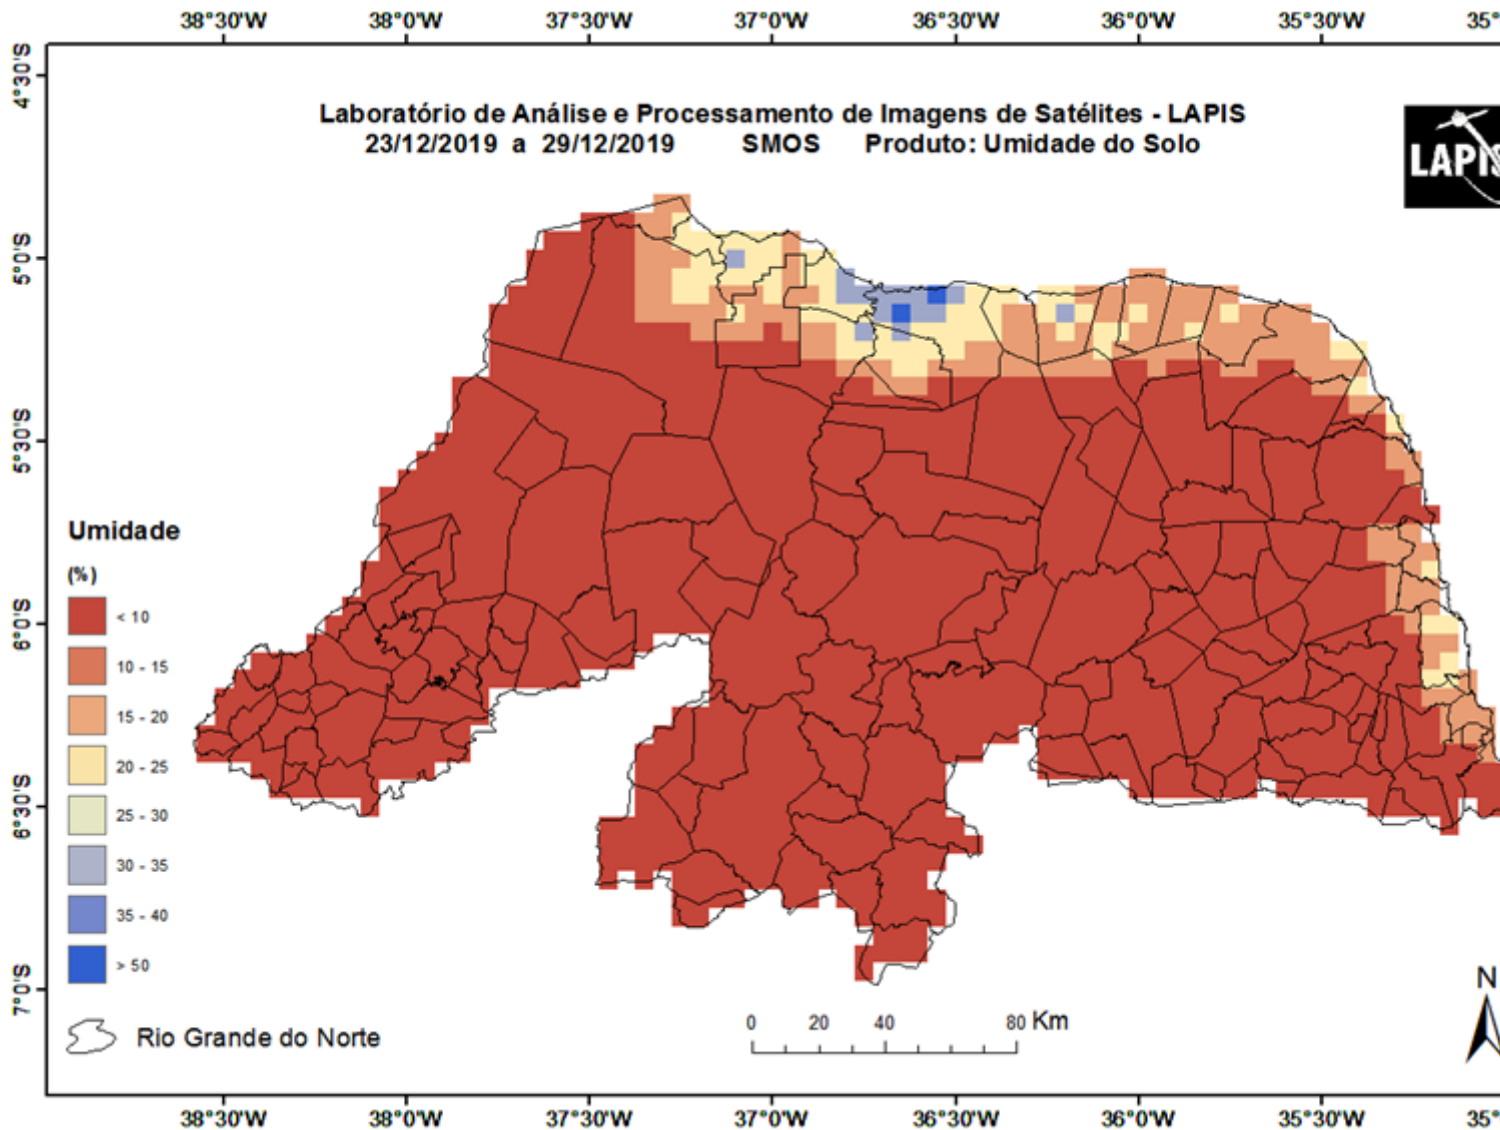 38°30'W 38°0'W 37°30'W 37°0'W 36°30'W 36°0'W 35°30'W 35°
4°30'S
Laboratório de Análise e Processamento de Imagens de Satélites - LAPIS
23/12/2019 a 29/12/2019 SMOS Produto: Umidade do Solo
LAPIS
5°0'S
5°30'S
Umidade
(%)
< 10
6°0'S
10 - 15
15 - 20
20 - 25
6°30'S
25 - 30
30 - 35
35 - 40
> 50
7°0'S
N
0 20 40 80 Km
Rio Grande do Norte
38°30'W 38°0'W 37°30'W 37°0'W 36°30'W 36°0'W 35°30'W 35°